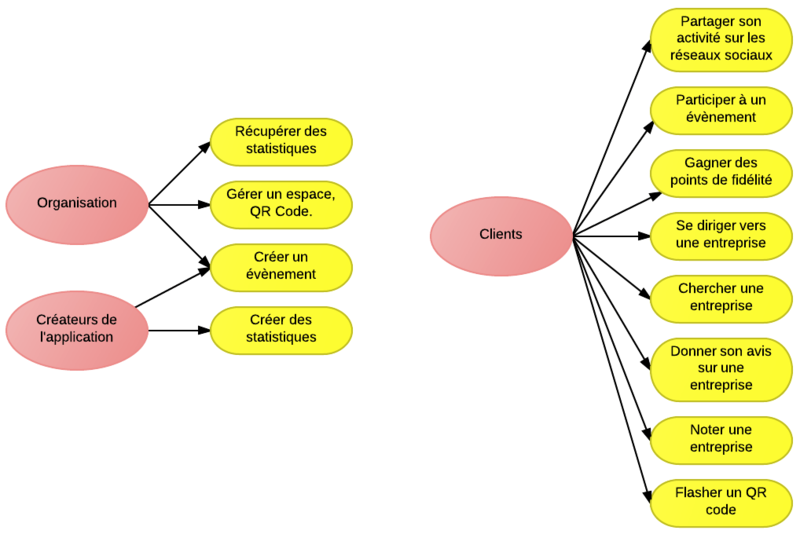 Organisation
Récupérer des
statistiques
Gérer un espace,
QR Code.
Créer un
évènement
Créateurs de
l'application
Créer des
statistiques
Clients
Partager son
activité sur les
réseaux sociaux
Participer à un
évènement
Gagner des
points de fidélité
Se diriger vers
une entreprise
Chercher une
entreprise
Donner son avis
sur une
entreprise
Noter une
entreprise
Flasher un QR
code